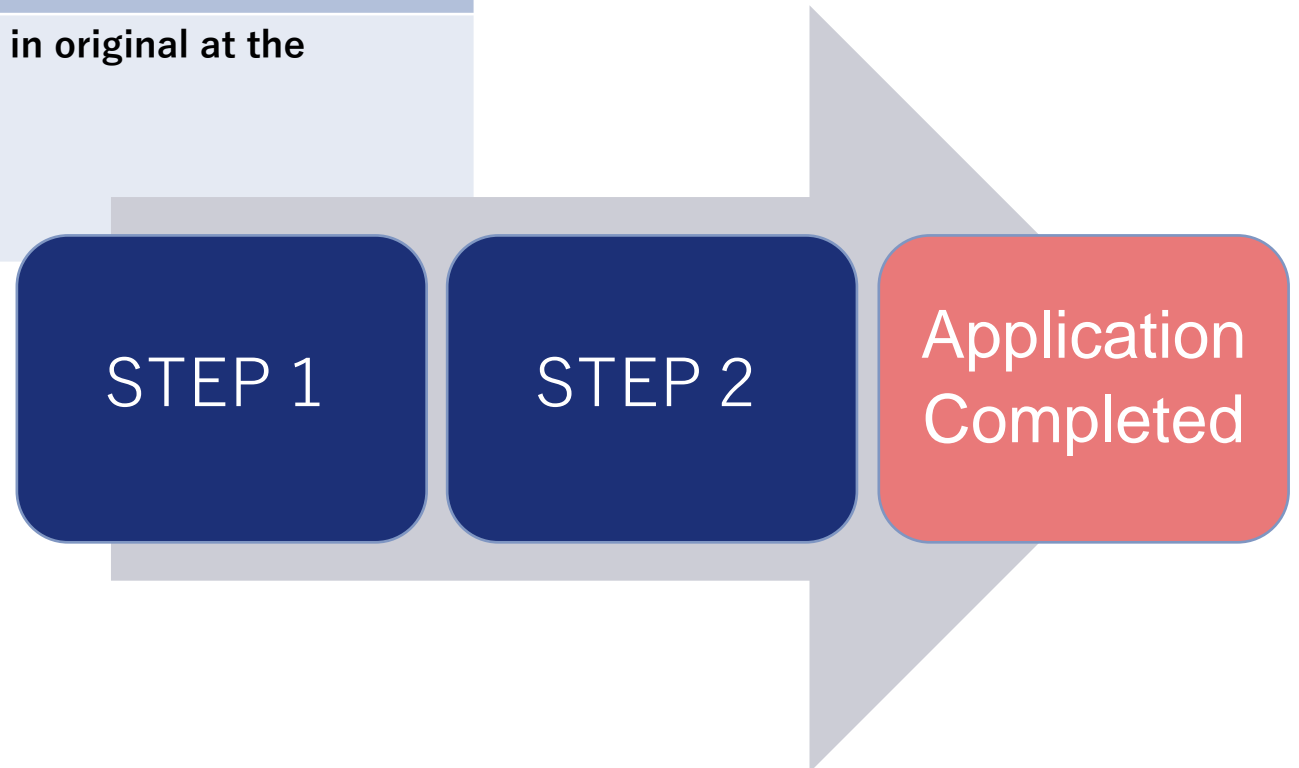 in original at the
STEP 1
STEP 2
Application
Completed